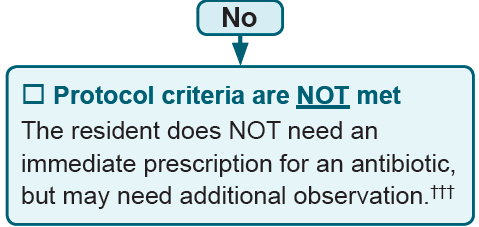 No
☐ Protocol criteria are NOT met
The resident does NOT need an
immediate prescription for an antibiotic,
but may need additional observation.†††